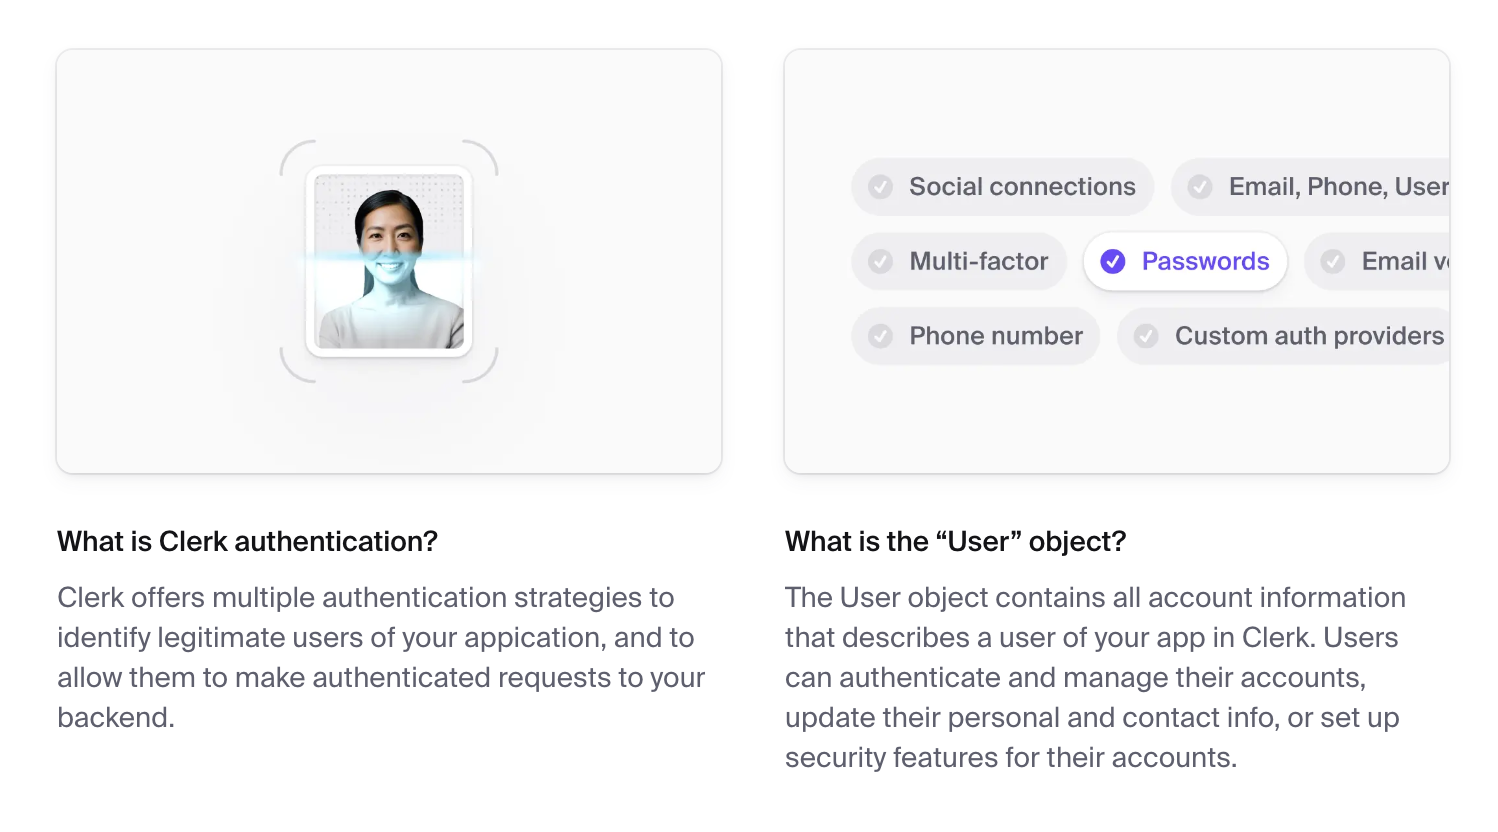 Social connections
Email, Phone, User
Multi-factor
Passwords
Email
Phone number
Custom auth providers
What is Clerk authentication?
Clerk offers multiple authentication strategies to
identify legitimate users of your appication, and to
allow them to make authenticated requests to your
backend.
What is the “User” object?
The User object contains all account information
that describes a user of your app in Clerk. Users
can authenticate and manage their accounts,
update their personal and contact info, or set up
security features for their accounts.